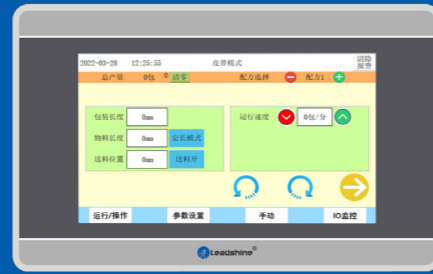 2022-03-28 12:25:55 皮带模式 清除报警
总产量 0包 0 清零 配方选择 配方1
包装长度 0mm 运行速度 0包/分
物料长度 0mm 定长模式
送料位置 0mm 送料开
运行/操作 参数设置 手动 IO监控
Leadshine®